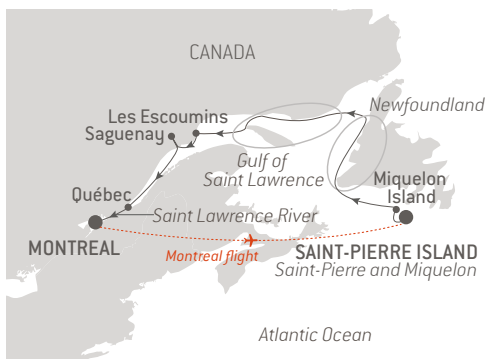 CANADA
Les Escoumins
Saguenay
Newfoundland
Gulf of
Saint Lawrence
Miquelon
Island
Québec
Saint Lawrence River
MONTREAL
Montreal flight
SAINT-PIERRE ISLAND
Saint-Pierre and Miquelon
Atlantic Ocean